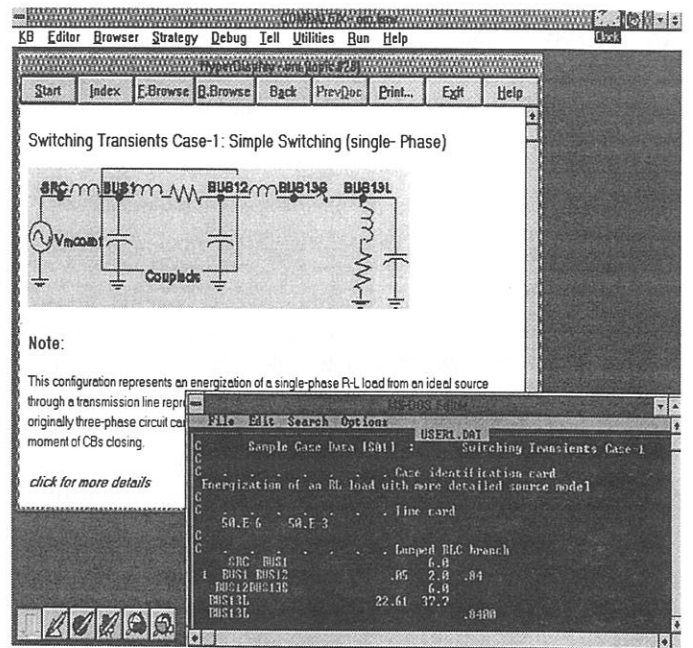 Clock
KB Editor Browser Strategy Debug Tell Utilities Run Help
Start Index F.Browse B.Browse Back PrevDoc Print... Exit Help
Switching Transients Case-1: Simple Switching (single- Phase)
SRC BUS1 BUS12 BUS13S BUS13L
Vmcoswt
Note:
This configuration represents an energization of a single-phase R-L load from an ideal source
through a transmission line
originally three-phase circuit
moment of CBs closing.
click for more details
MS-DOS Editor
File Edit Search Options
USER1.DAT
C Sample Case Data : Switching Transients Case-1
C
C . . . . . . Case identification card
Energization of an RL load with more detailed source model
C
C . . . . . . Time card
50.E-6 50.E-3
C
C . . . . . . Lumped RLC branch
SRC BUS1 6.0
1 BUS1 BUS12 .05 2.0 .84
BUS12BUS13S 6.0
BUS13L 22.61 37.7
BUS13L .8400